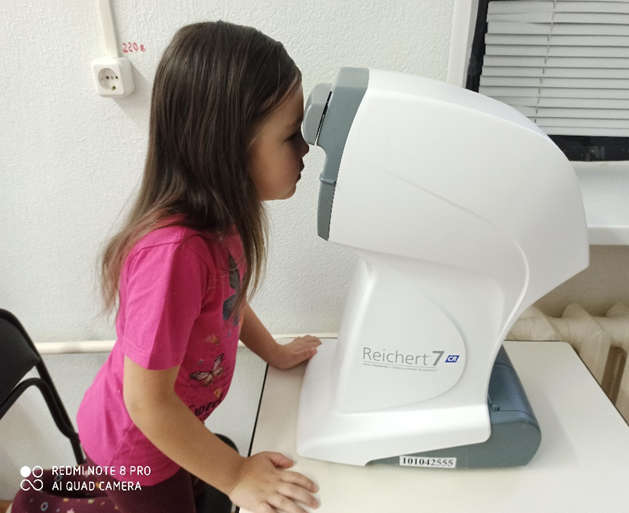 220в
Reichert 7 CR
101042555
REDMI NOTE 8 PRO
AI QUAD CAMERA